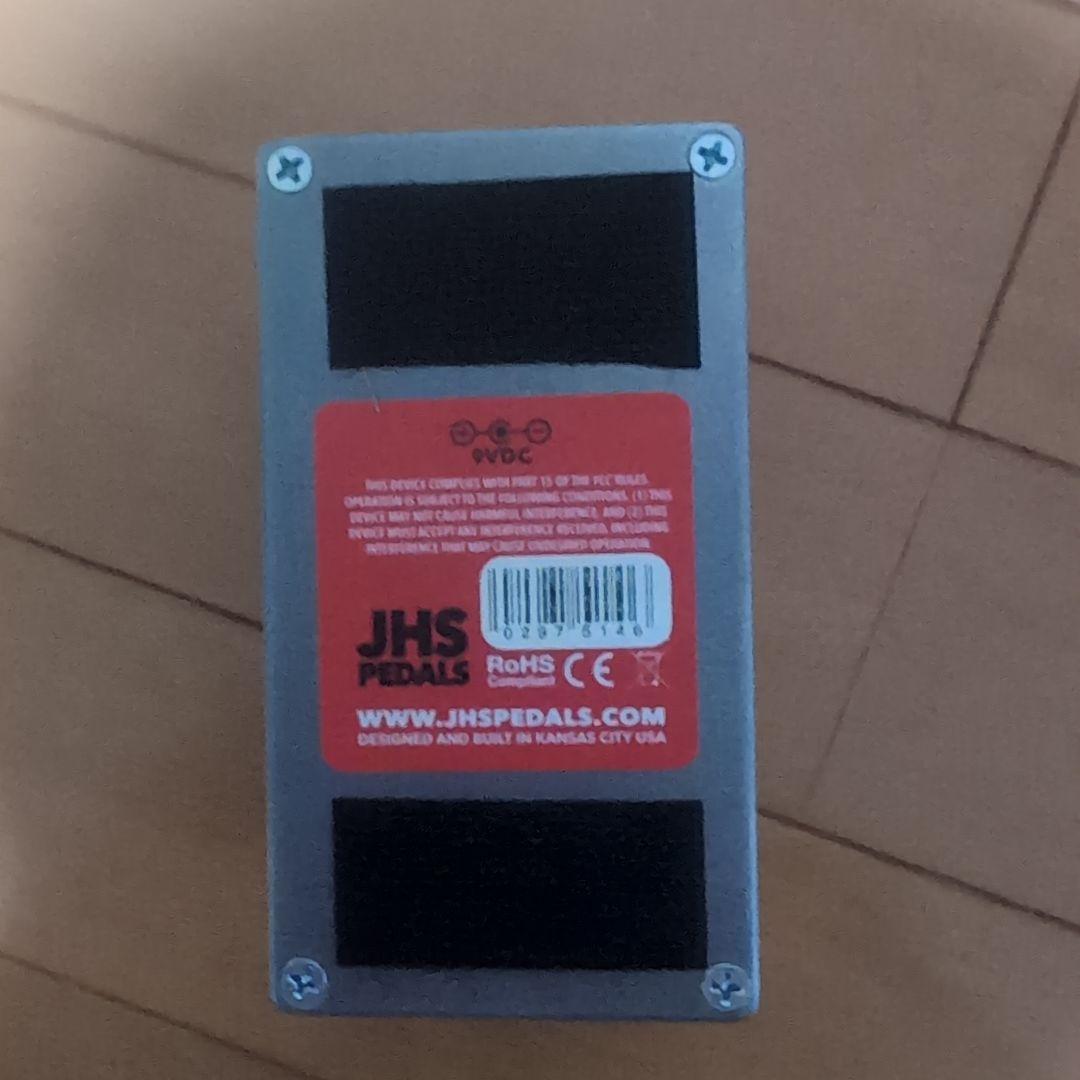 9VDC
THIS DEVICE COMPLIES WITH PART 15 OF THE FCC RULES.
OPERATION IS SUBJECT TO THE FOLLOWING CONDITIONS. (1) THIS
DEVICE MAY NOT CAUSE HARMFUL INTERFERENCE, AND (2) THIS
DEVICE MUST ACCEPT ANY INTERFERENCE RECEIVED, INCLUDING
INTERFERENCE THAT MAY CAUSE UNDESIRED OPERATION.
02975146
JHS
PEDALS
RoHS
Compliant
CE
WWW.JHSPEDALS.COM
DESIGNED AND BUILT IN KANSAS CITY USA